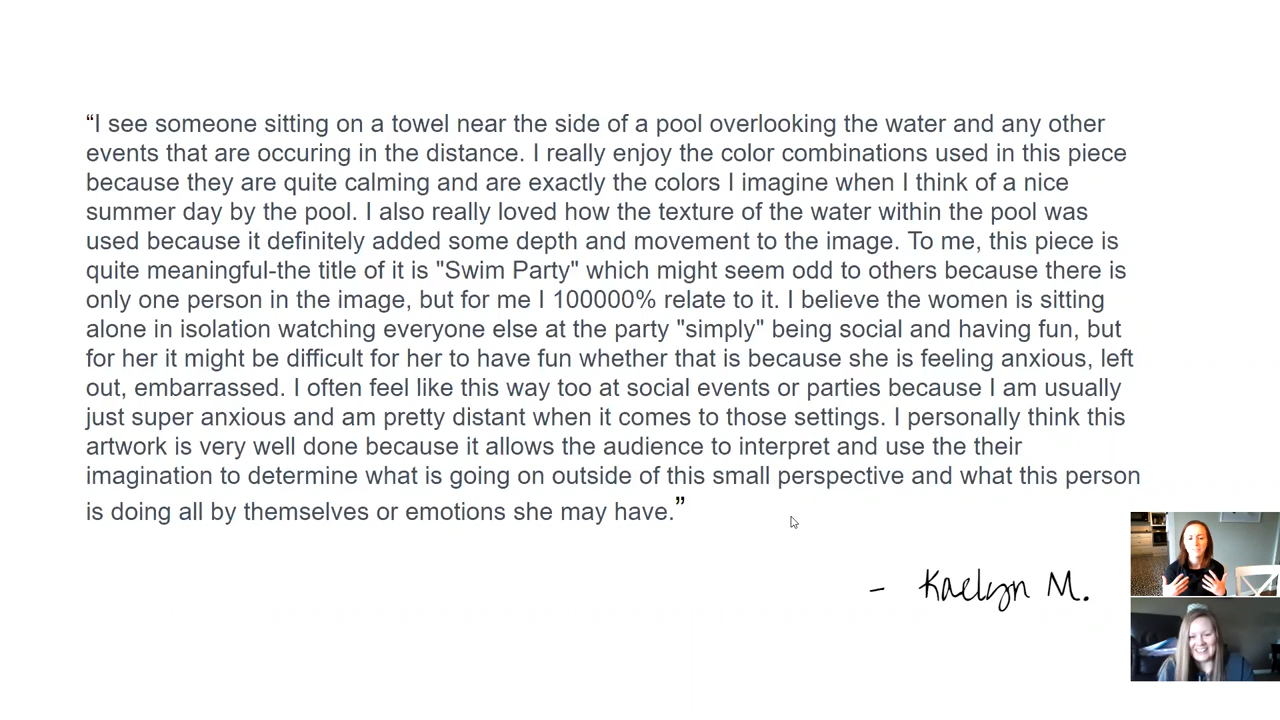 “I see someone sitting on a towel near the side of a pool overlooking the water and any other
events that are occuring in the distance. I really enjoy the color combinations used in this piece
because they are quite calming and are exactly the colors I imagine when I think of a nice
summer day by the pool. I also really loved how the texture of the water within the pool was
used because it definitely added some depth and movement to the image. To me, this piece is
quite meaningful-the title of it is "Swim Party" which might seem odd to others because there is
only one person in the image, but for me I 100000% relate to it. I believe the women is sitting
alone in isolation watching everyone else at the party "simply" being social and having fun, but
for her it might be difficult for her to have fun whether that is because she is feeling anxious, left
out, embarrassed. I often feel like this way too at social events or parties because I am usually
just super anxious and am pretty distant when it comes to those settings. I personally think this
artwork is very well done because it allows the audience to interpret and use the their
imagination to determine what is going on outside of this small perspective and what this person
is doing all by themselves or emotions she may have.”
- Kaelyn M.